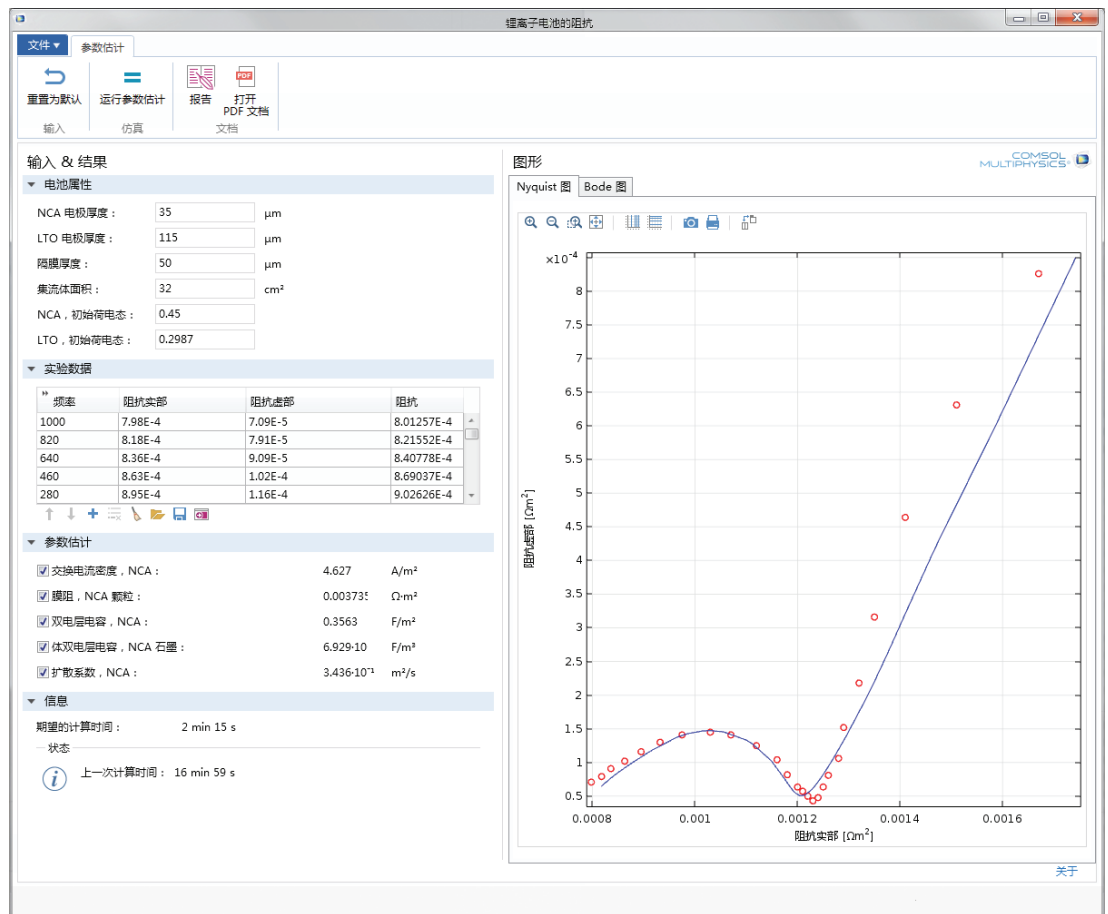 锂离子电池的阻抗
文件▼ 参数估计
重置为默认 运行参数估计 报告 打开
PDF 文档
输入 仿真 文档
输入 & 结果
电池属性
NCA 电极厚度： 35 µm
LTO 电极厚度： 115 µm
隔膜厚度： 50 µm
集流体面积： 32 cm²
NCA，初始荷电态： 0.45
LTO，初始荷电态： 0.2987
实验数据
频率 阻抗实部 阻抗虚部 阻抗
1000 7.98E-4 7.09E-5 8.01257E-4
820 8.18E-4 7.91E-5 8.21552E-4
640 8.36E-4 9.09E-5 8.40778E-4
460 8.63E-4 1.02E-4 8.69037E-4
280 8.95E-4 1.16E-4 9.02626E-4
参数估计
交换电流密度，NCA： 4.627 A/m²
膜阻，NCA 颗粒： 0.003735 Ω·m²
双电层电容，NCA： 0.3563 F/m²
体双电层电容，NCA 石墨： 6.929·10 F/m³
扩散系数，NCA： 3.436·10⁻¹ m²/s
信息
期望的计算时间： 2 min 15 s
状态
上一次计算时间： 16 min 59 s
图形
COMSOL
MULTIPHYSICS®
Nyquist 图 Bode 图
×10⁻⁴
8
7.5
7
6.5
6
5.5
5
4.5
4
3.5
3
2.5
2
1.5
1
0.5
阻抗虚部 [Ωm²]
0.0008 0.001 0.0012 0.0014 0.0016
阻抗实部 [Ωm²]
关于